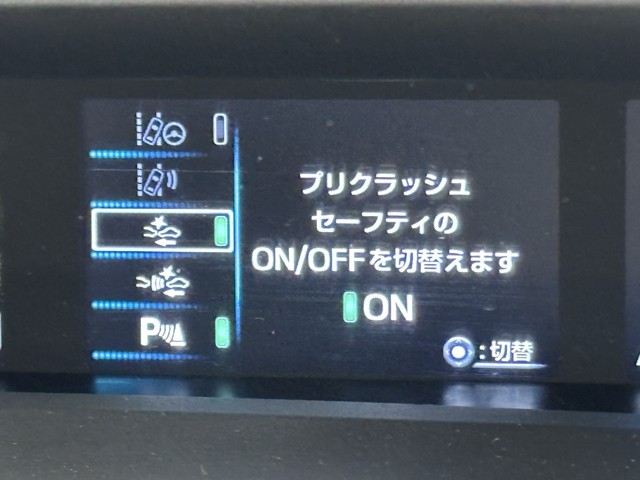 プリクラッシュ
セーフティの
ON/OFFを切替えます
ON
P
:切替